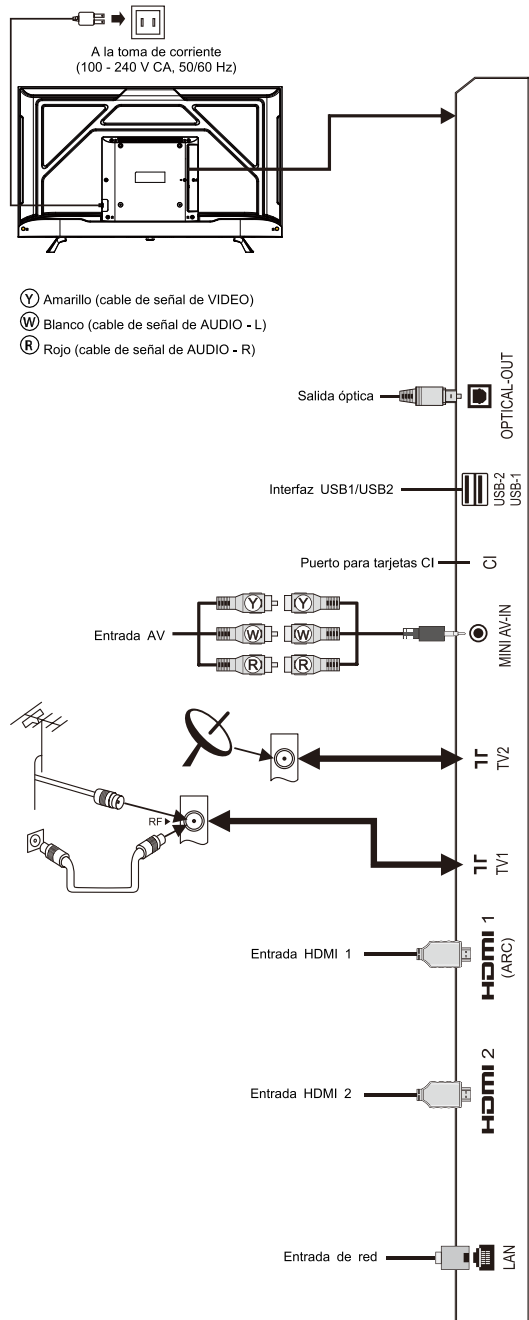 A la toma de corriente
(100 - 240 V CA, 50/60 Hz)
Y Amarillo (cable de señal de VIDEO)
W Blanco (cable de señal de AUDIO - L)
R Rojo (cable de señal de AUDIO - R)
Salida óptica
OPTICAL-OUT
Interfaz USB1/USB2
USB-2
USB-1
Puerto para tarjetas CI
CI
Entrada AV
Y Y
W W
R R
MINI AV-IN
TV2
RF
TV1
Entrada HDMI 1
HDMI 1
(ARC)
Entrada HDMI 2
HDMI 2
Entrada de red
LAN